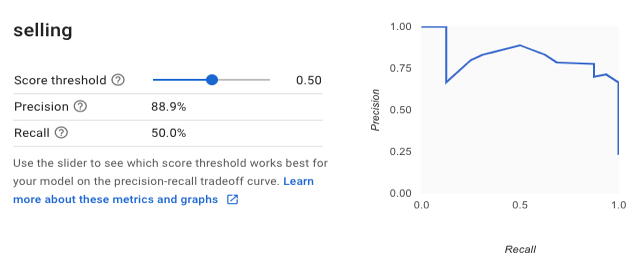 selling
Score threshold ? 0.50
Precision ? 88.9%
Recall ? 50.0%
Use the slider to see which score threshold works best for
your model on the precision-recall tradeoff curve. Learn
more about these metrics and graphs
Precision
1.00
0.75
0.50
0.25
0.00
0.0 0.5 1.0
Recall